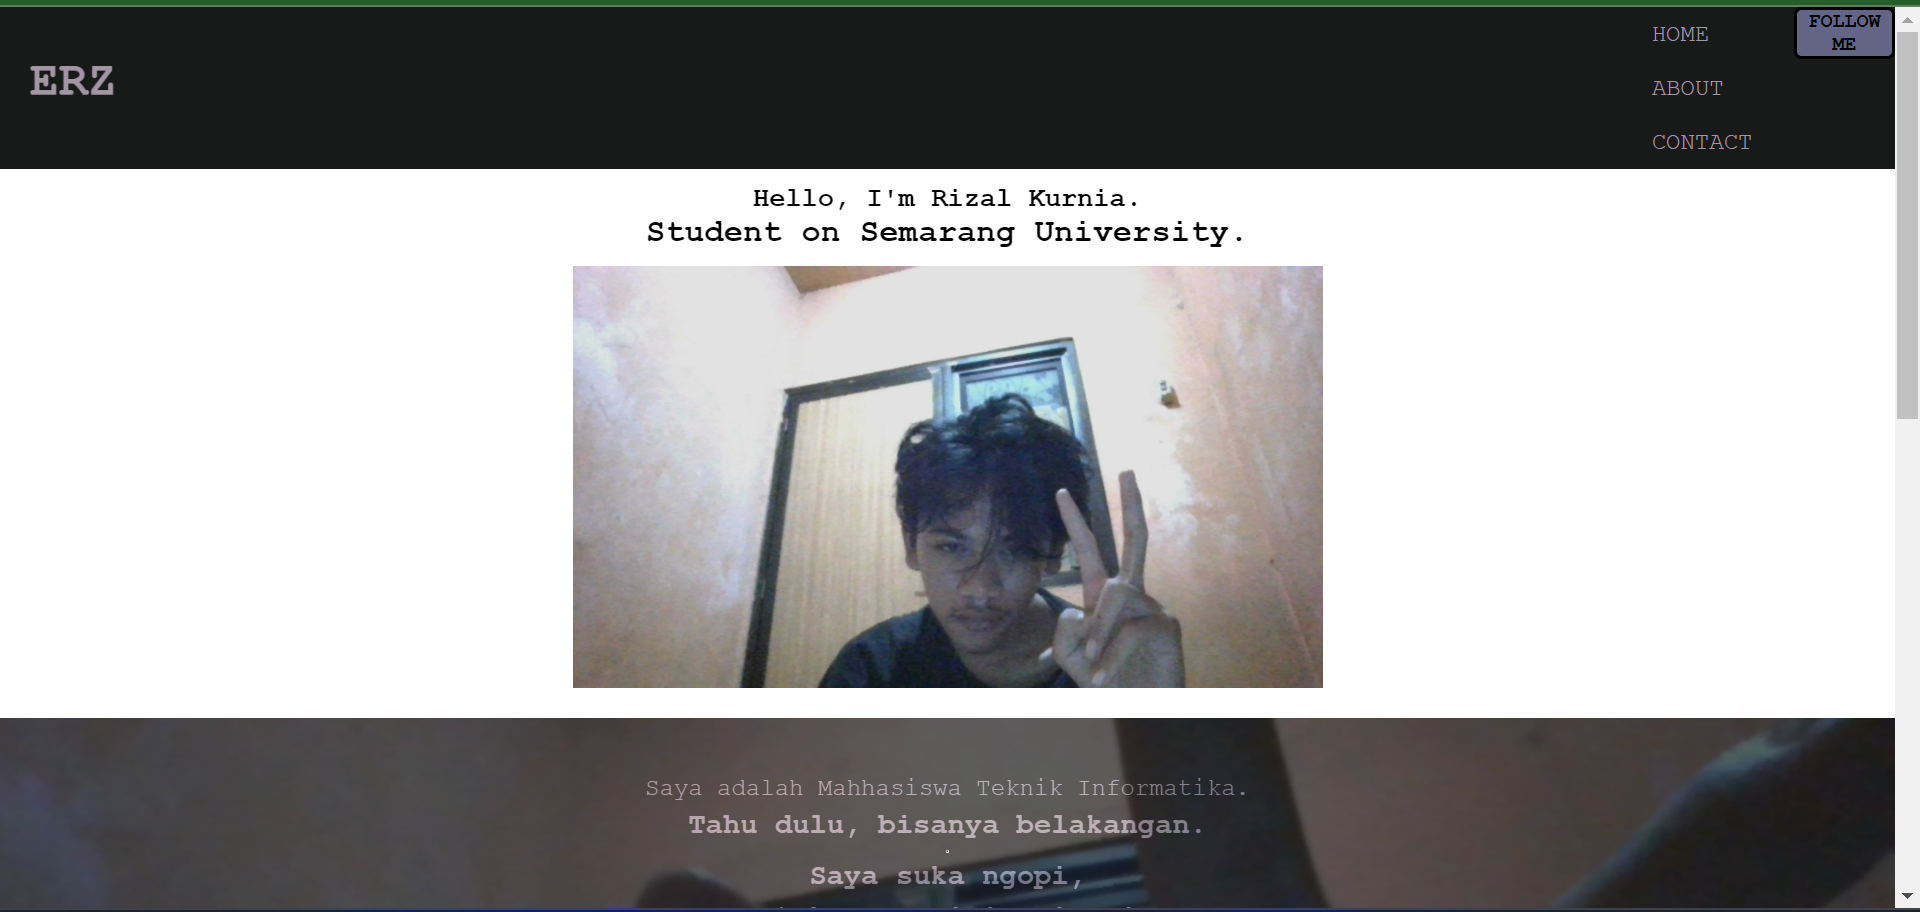 ERZ
HOME
ABOUT
CONTACT
FOLLOW
ME
Hello, I'm Rizal Kurnia.
Student on Semarang University.
Saya adalah Mahhasiswa Teknik Informatika.
Tahu dulu, bisanya belakangan.
Saya suka ngopi,